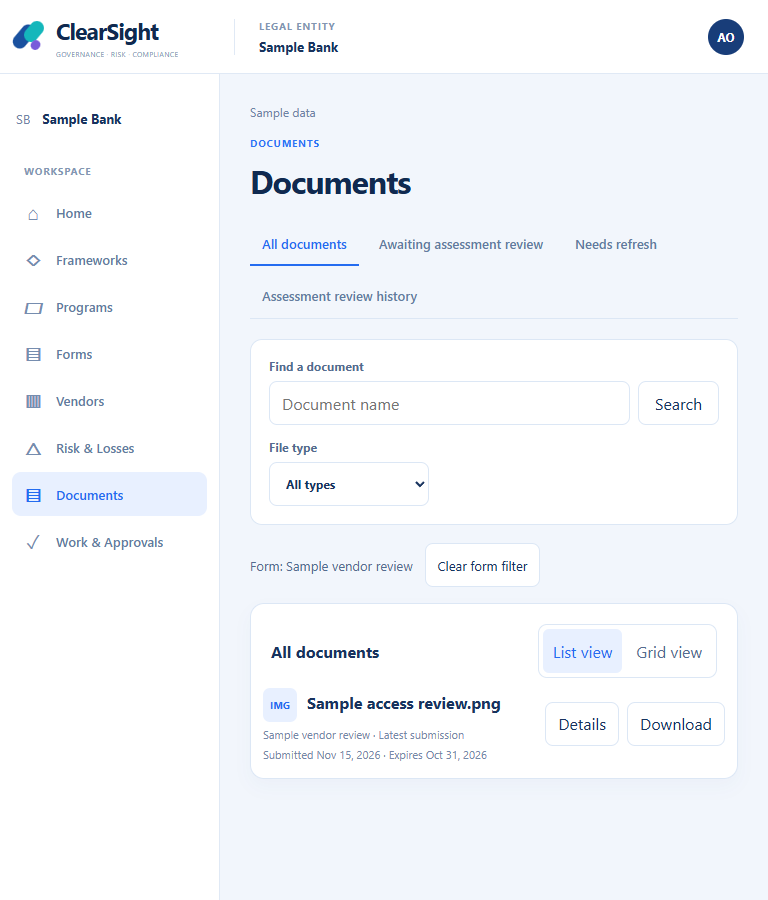 ClearSight
GOVERNANCE · RISK · COMPLIANCE
LEGAL ENTITY
Sample Bank
AO
SB Sample Bank
WORKSPACE
Home
Frameworks
Programs
Forms
Vendors
Risk & Losses
Documents
Work & Approvals
Sample data
DOCUMENTS
Documents
All documents Awaiting assessment review Needs refresh
Assessment review history
Find a document
Document name Search
File type
All types
Form: Sample vendor review Clear form filter
All documents List view Grid view
IMG Sample access review.png
Sample vendor review · Latest submission
Submitted Nov 15, 2026 · Expires Oct 31, 2026
Details Download